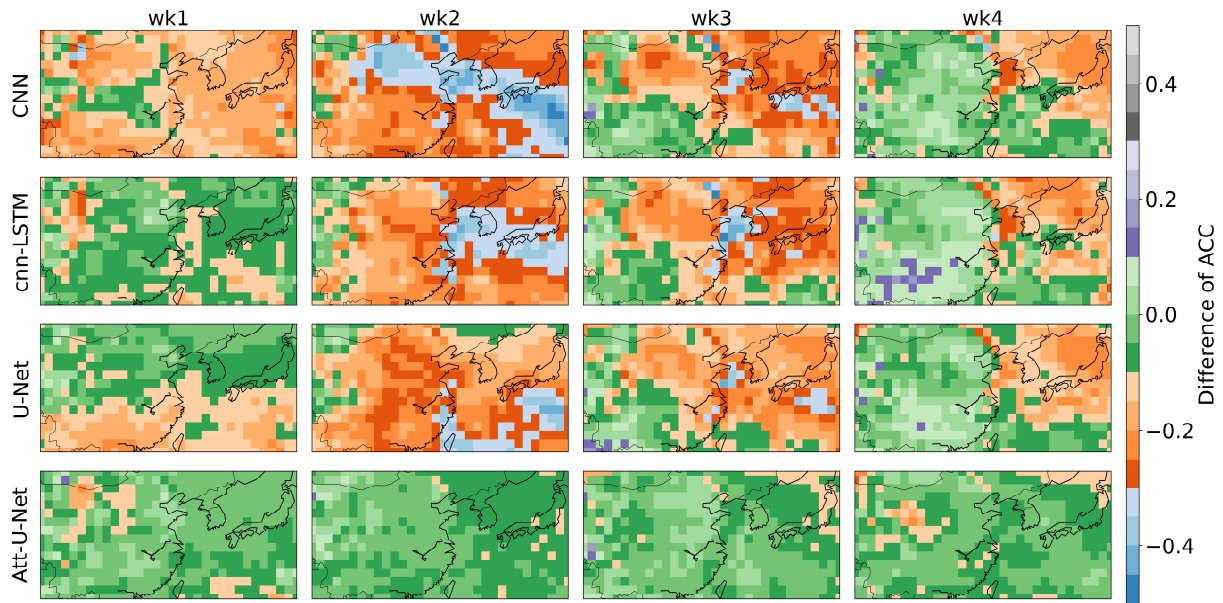 wk1 wk2 wk3 wk4
CNN
cnn-LSTM
U-Net
Att-U-Net
0.4
0.2
0.0
−0.2
−0.4
Difference of ACC